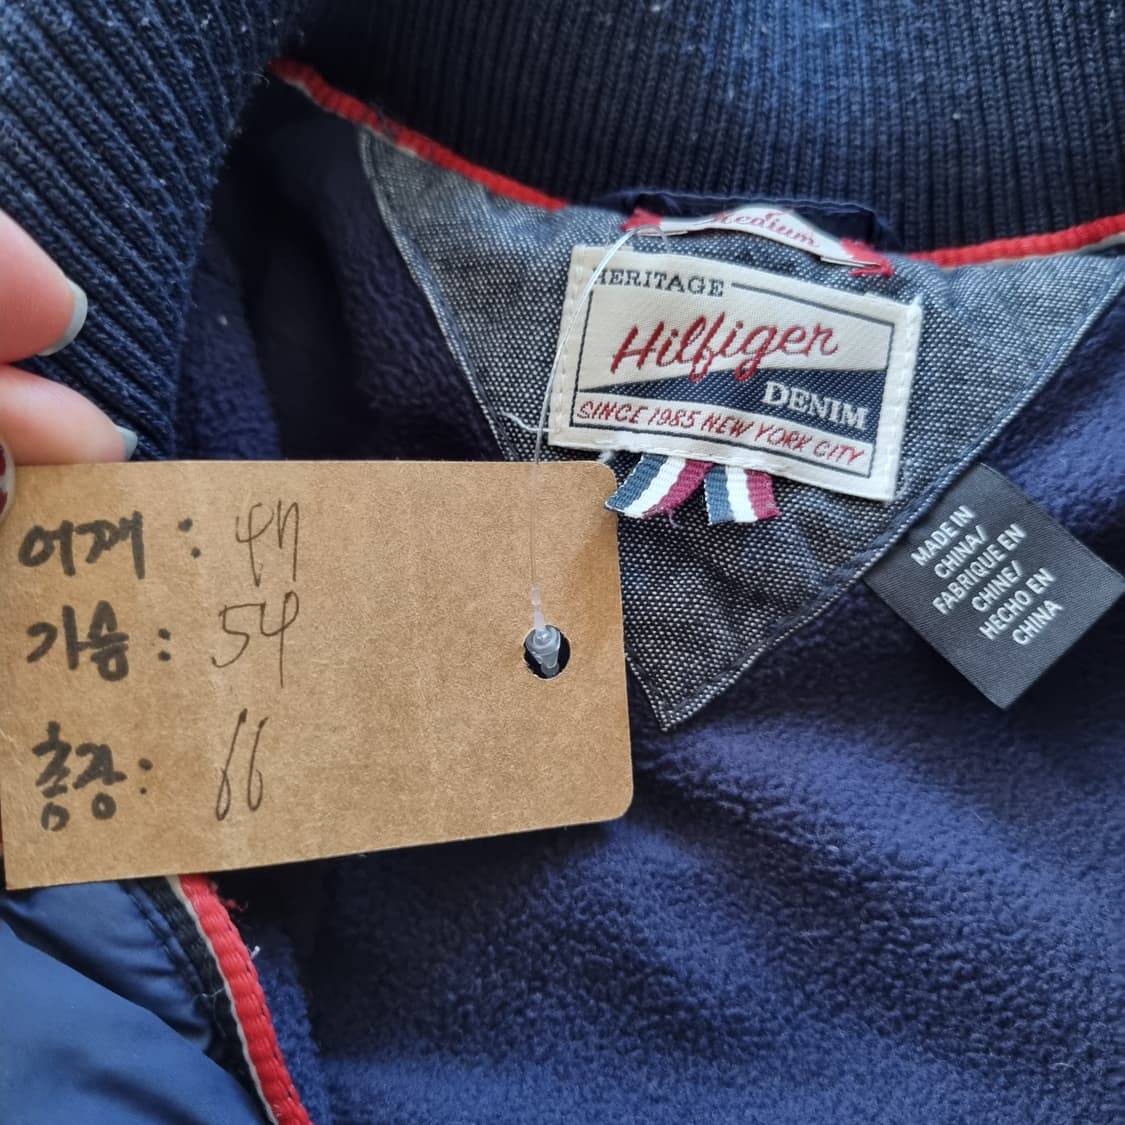 Medium
HERITAGE
Hilfiger
DENIM
SINCE 1985 NEW YORK CITY
MADE IN
CHINA/
FABRIQUE EN
CHINE/
HECHO EN
CHINA
어깨 : 47
가슴 : 54
총장 : 66